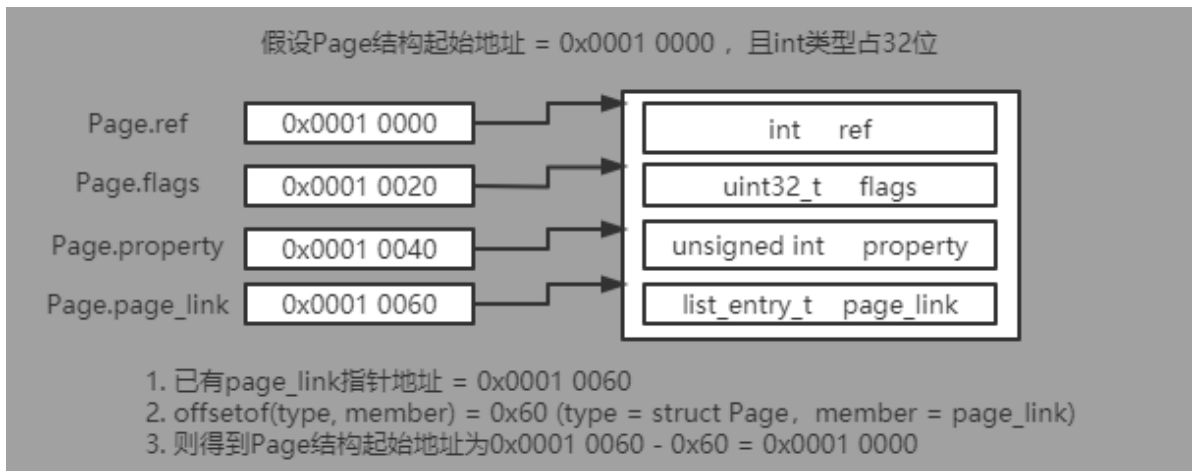 假设Page结构起始地址 = 0x0001 0000 ，且int类型占32位
Page.ref 0x0001 0000 int ref
Page.flags 0x0001 0020 uint32_t flags
Page.property 0x0001 0040 unsigned int property
Page.page_link 0x0001 0060 list_entry_t page_link
1. 已有page_link指针地址 = 0x0001 0060
2. offsetof(type, member) = 0x60 (type = struct Page，member = page_link)
3. 则得到Page结构起始地址为0x0001 0060 - 0x60 = 0x0001 0000